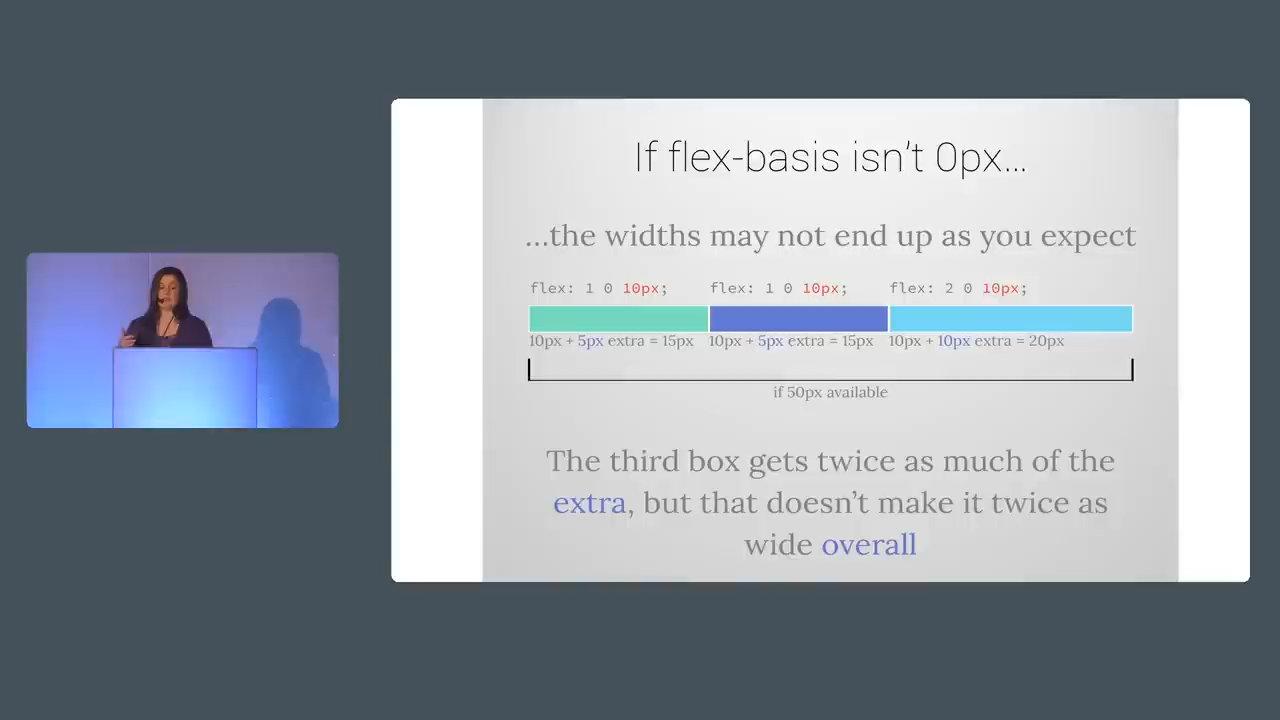 If flex-basis isn’t 0px…
…the widths may not end up as you expect
flex: 1 0 10px; flex: 1 0 10px; flex: 2 0 10px;
10px + 5px extra = 15px 10px + 5px extra = 15px 10px + 10px extra = 20px
if 50px available
The third box gets twice as much of the
extra, but that doesn’t make it twice as
wide overall